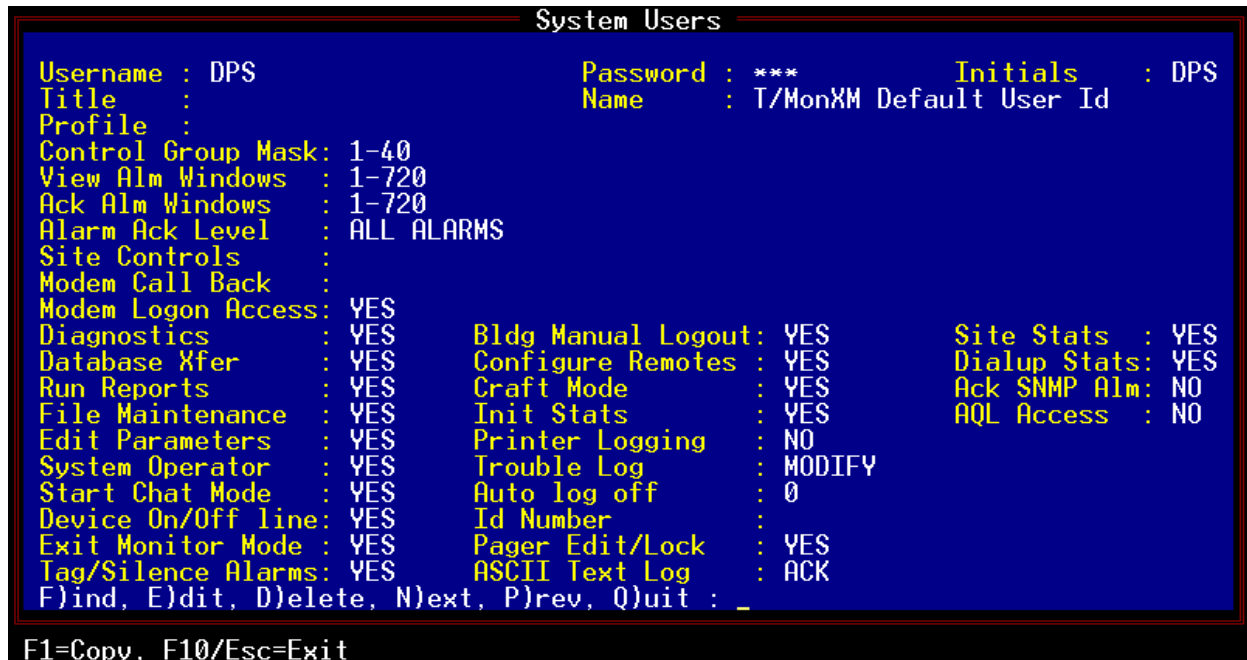 System Users
Username : DPS Password : *** Initials : DPS
Title : Name : T/MonXM Default User Id
Profile :
Control Group Mask: 1-40
View Alm Windows : 1-720
Ack Alm Windows : 1-720
Alarm Ack Level : ALL ALARMS
Site Controls :
Modem Call Back :
Modem Logon Access: YES
Diagnostics : YES Bldg Manual Logout: YES Site Stats : YES
Database Xfer : YES Configure Remotes : YES Dialup Stats: YES
Run Reports : YES Craft Mode : YES Ack SNMP Alm: NO
File Maintenance : YES Init Stats : YES AQL Access : NO
Edit Parameters : YES Printer Logging : NO
System Operator : YES Trouble Log : MODIFY
Start Chat Mode : YES Auto log off : 0
Device On/Off line: YES Id Number :
Exit Monitor Mode : YES Pager Edit/Lock : YES
Tag/Silence Alarms: YES ASCII Text Log : ACK
F)ind, E)dit, D)elete, N)ext, P)rev, Q)uit : _
F1=Copy, F10/Esc=Exit